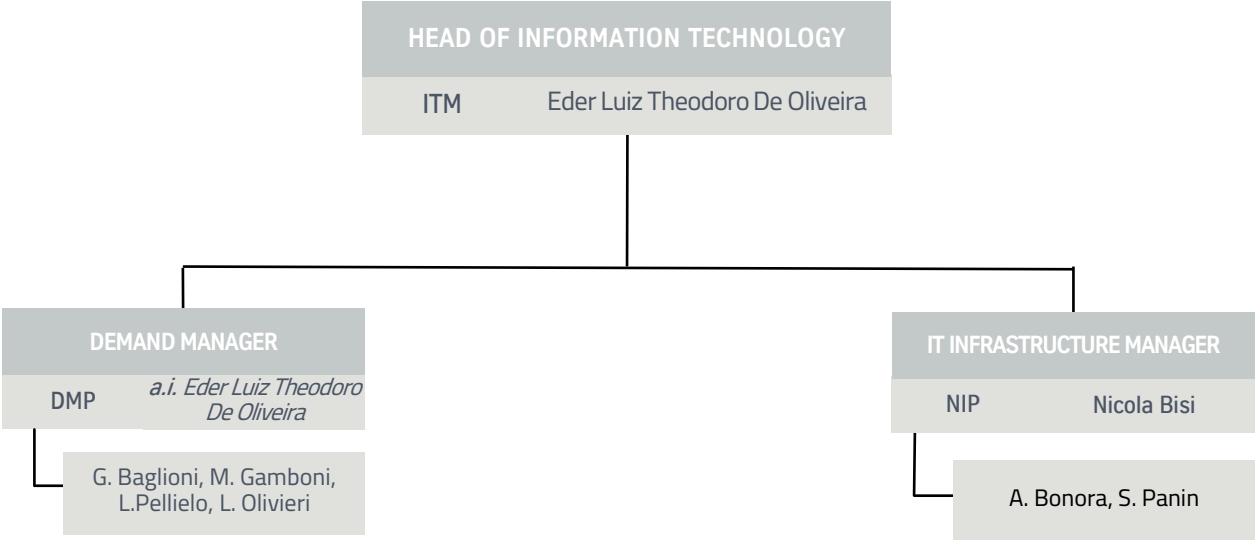 HEAD OF INFORMATION TECHNOLOGY
ITM Eder Luiz Theodoro De Oliveira
DEMAND MANAGER
DMP a.i. Eder Luiz Theodoro
De Oliveira
G. Baglioni, M. Gamboni,
L.Pellielo, L. Olivieri
IT INFRASTRUCTURE MANAGER
NIP Nicola Bisi
A. Bonora, S. Panin